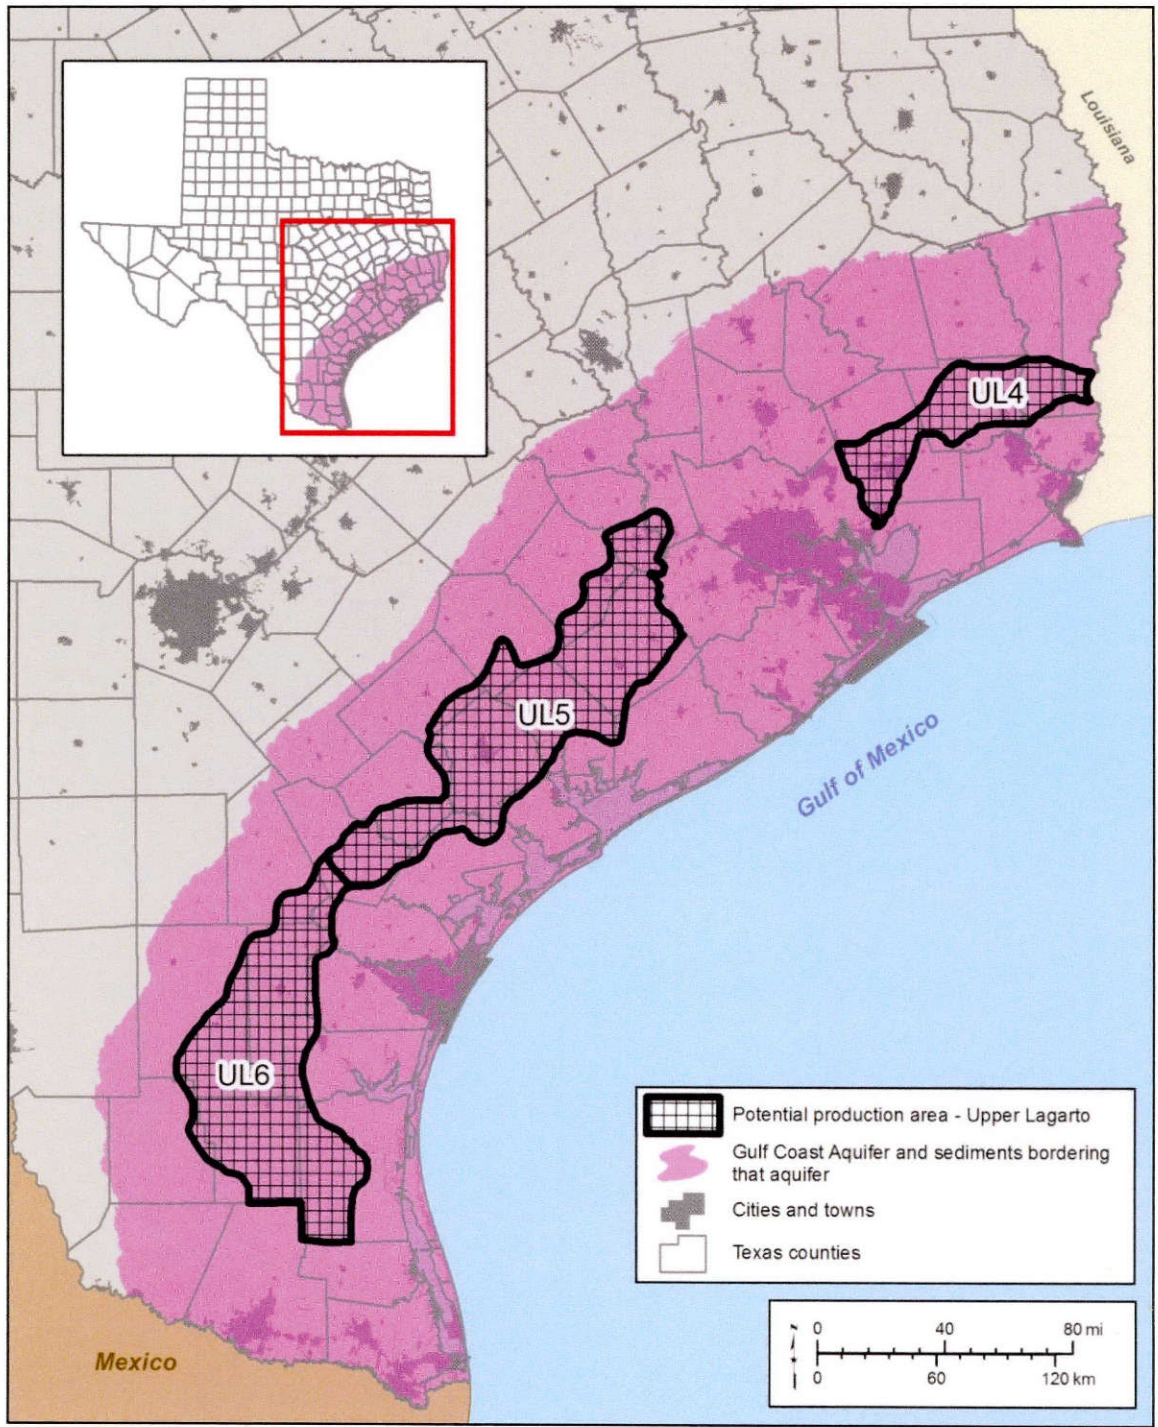 Louisiana
UL4
UL5
Gulf of Mexico
UL6
Potential production area - Upper Lagarto
Gulf Coast Aquifer and sediments bordering
that aquifer
Cities and towns
Texas counties
0 40 80 mi
0 60 120 km
Mexico